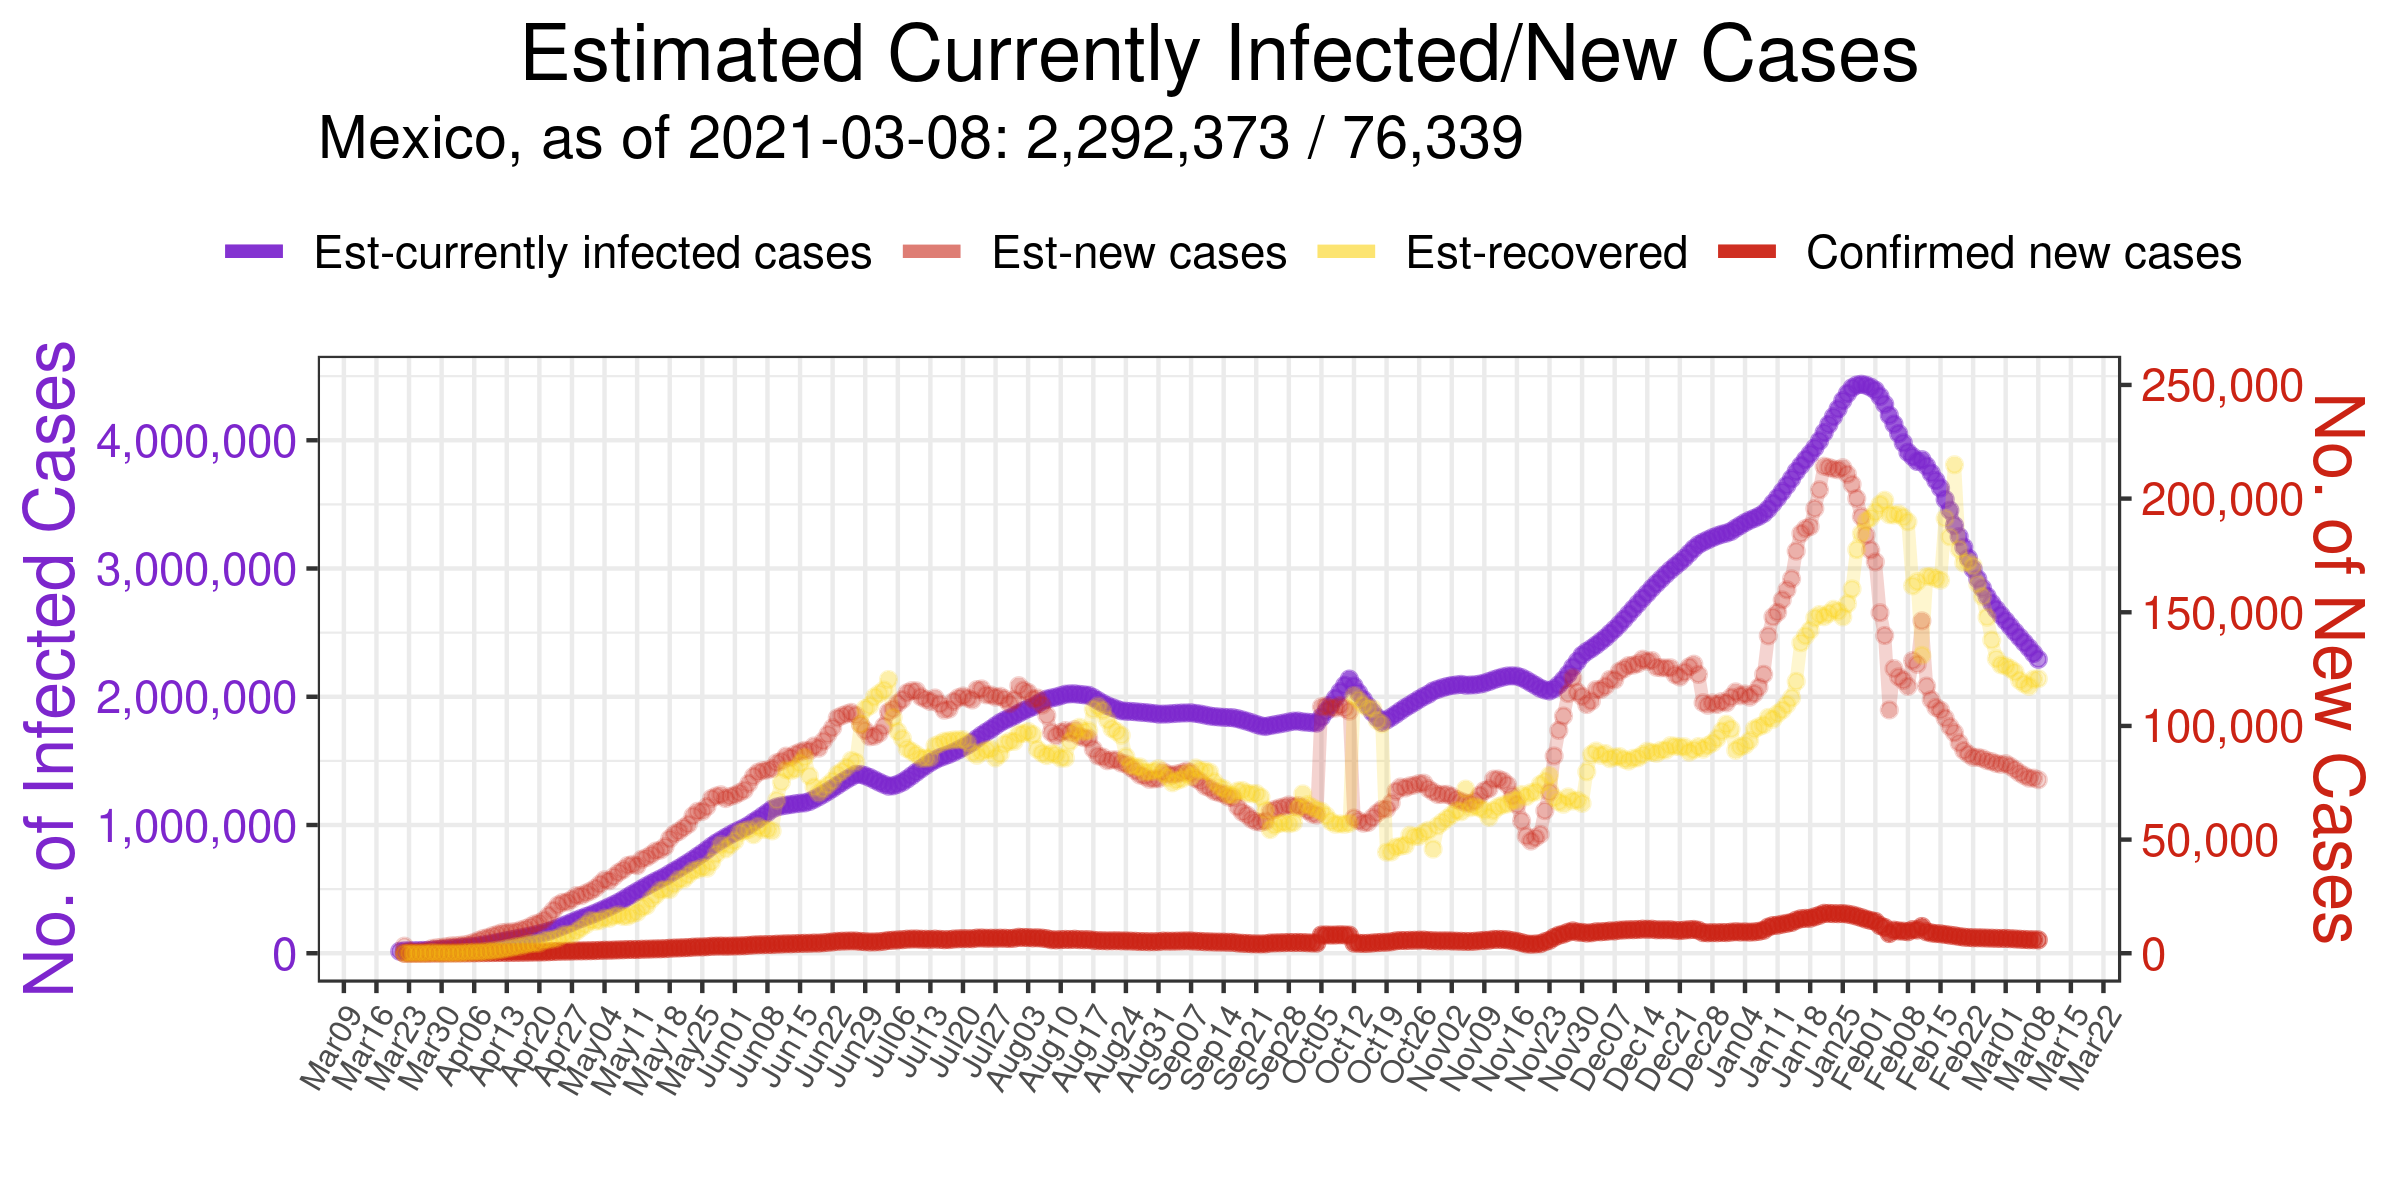 Estimated Currently Infected/New Cases
Mexico, as of 2021-03-08: 2,292,373 / 76,339
Est-currently infected cases Est-new cases Est-recovered Confirmed new cases
No. of Infected Cases
4,000,000
3,000,000
2,000,000
1,000,000
0
250,000
200,000
150,000
100,000
50,000
0
No. of New Cases
Mar09 Mar16 Mar23 Mar30 Apr06 Apr13 Apr20 Apr27 May04 May11 May18 May25 Jun01 Jun08 Jun15 Jun22 Jun29 Jul06 Jul13 Jul20 Jul27 Aug03 Aug10 Aug17 Aug24 Aug31 Sep07 Sep14 Sep21 Sep28 Oct05 Oct12 Oct19 Oct26 Nov02 Nov09 Nov16 Nov23 Nov30 Dec07 Dec14 Dec21 Dec28 Jan04 Jan11 Jan18 Jan25 Feb01 Feb08 Feb15 Feb22 Mar01 Mar08 Mar15 Mar22